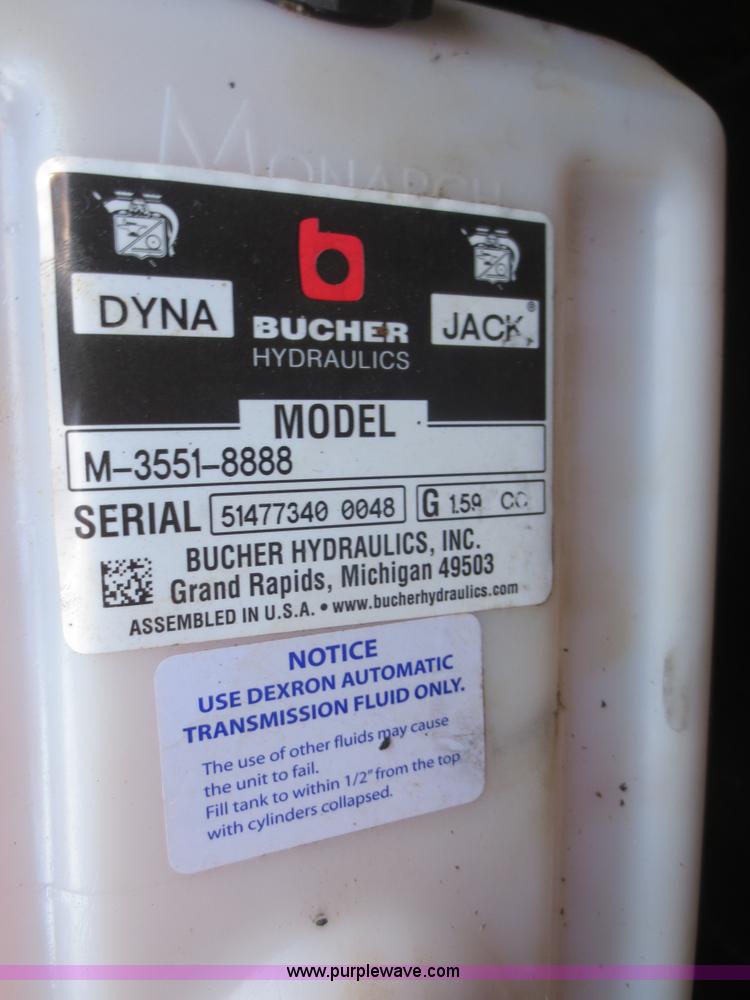 MONARCH
DYNA
BUCHER
HYDRAULICS
JACK®
MODEL
M-3551-8888
SERIAL 51477340 0048 G 1.59 CC
BUCHER HYDRAULICS, INC.
Grand Rapids, Michigan 49503
ASSEMBLED IN U.S.A. • www.bucherhydraulics.com
NOTICE
USE DEXRON AUTOMATIC
TRANSMISSION FLUID ONLY.
The use of other fluids may cause
the unit to fail.
Fill tank to within 1/2" from the top
with cylinders collapsed.
www.purplewave.com